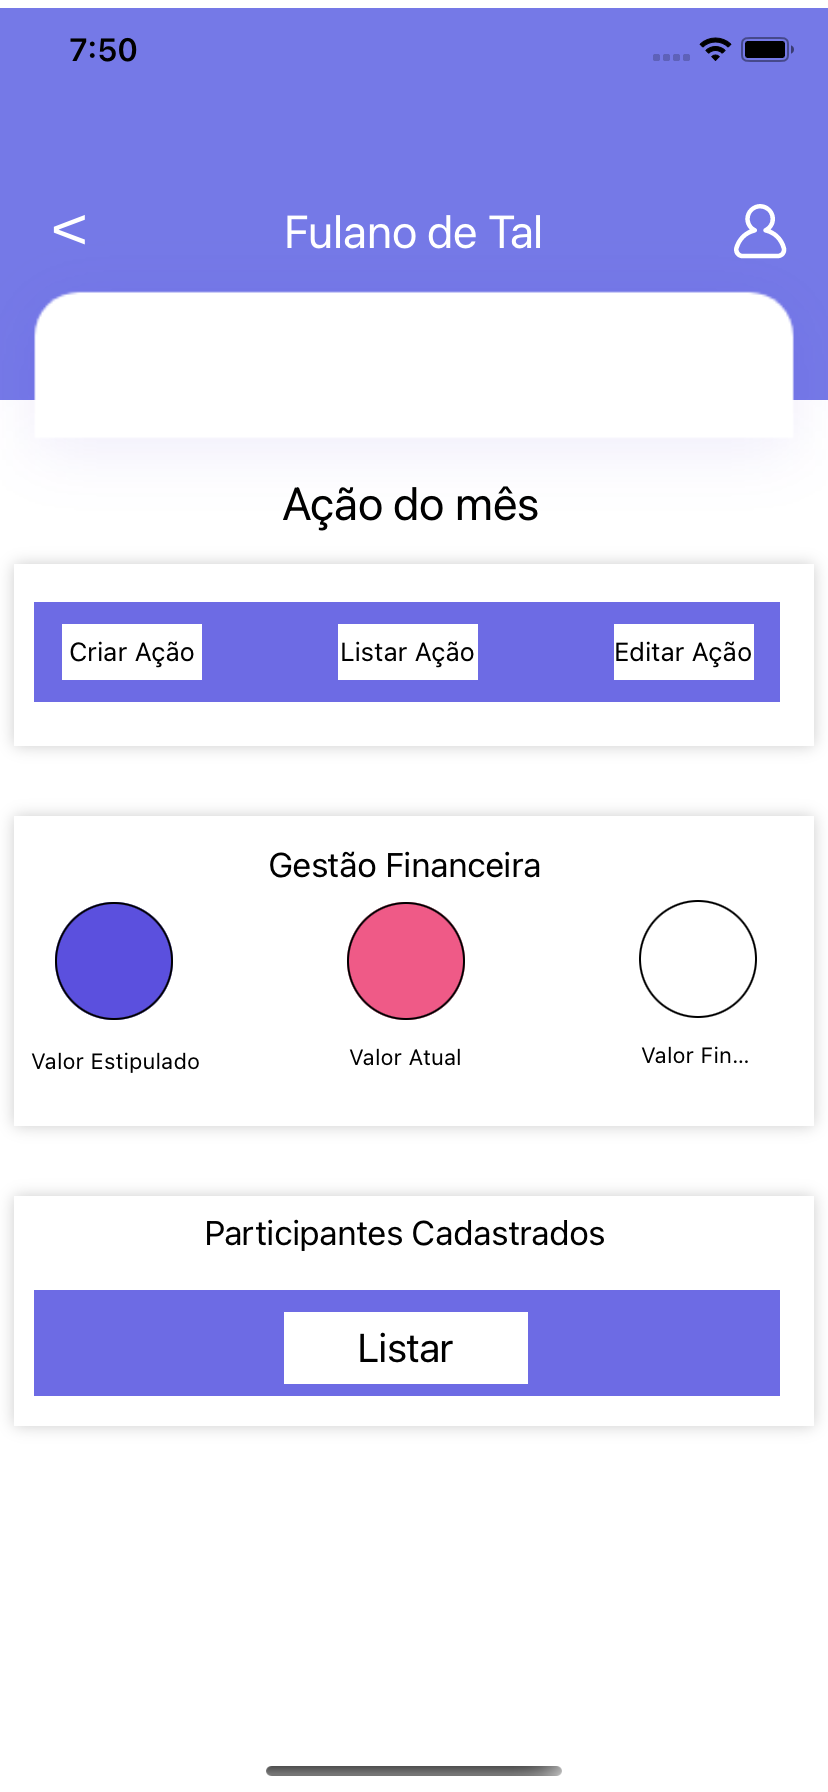 7:50
< Fulano de Tal
Ação do mês
Criar Ação Listar Ação Editar Ação
Gestão Financeira
Valor Estipulado Valor Atual Valor Fin...
Participantes Cadastrados
Listar